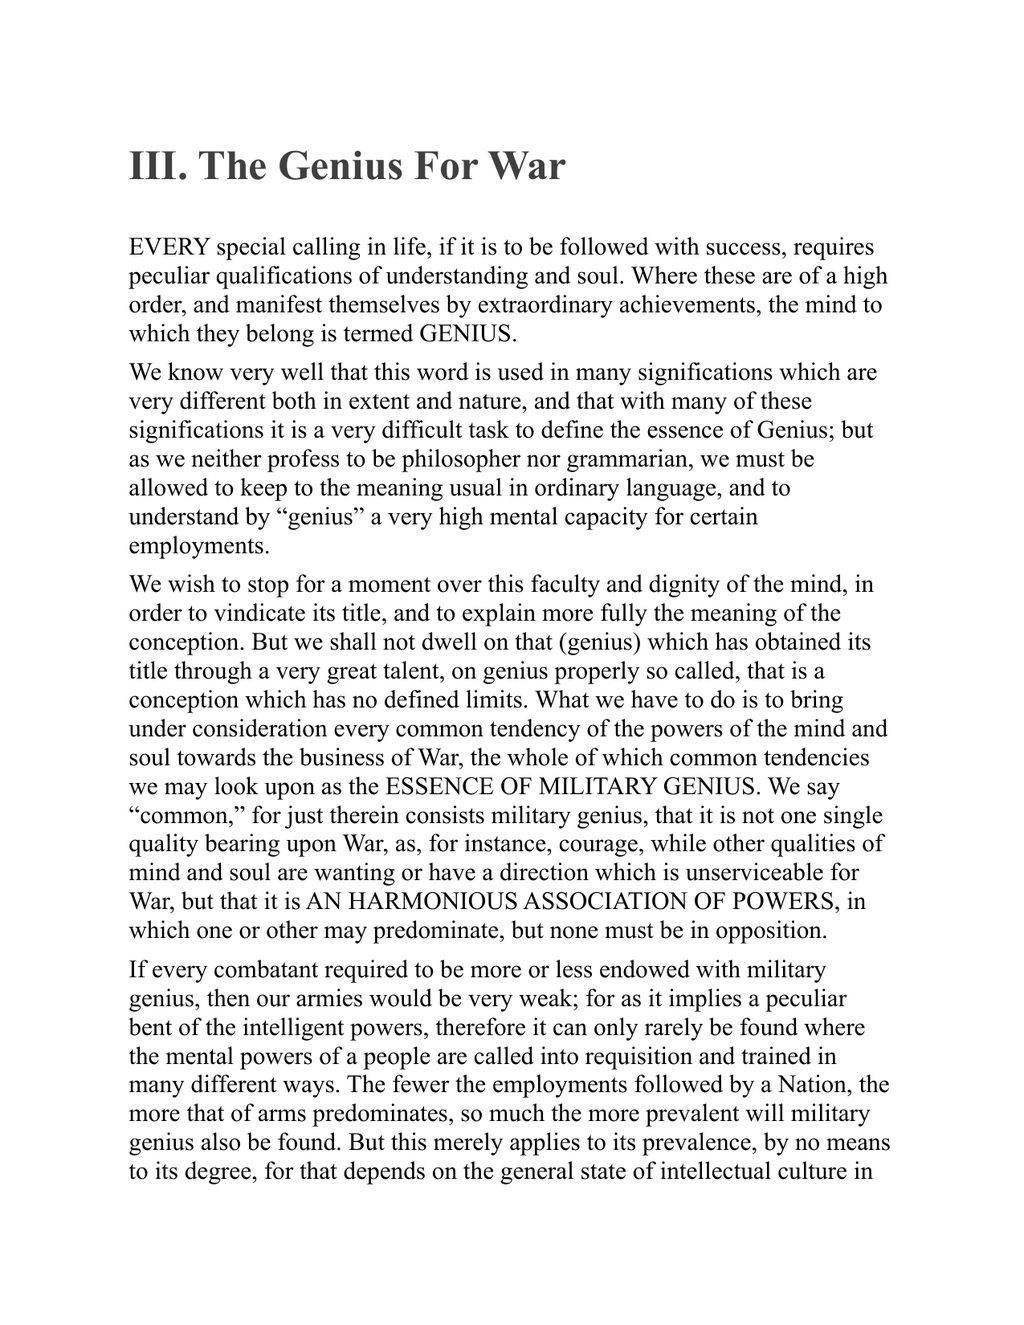 III. The Genius For War
EVERY special calling in life, if it is to be followed with success, requires
peculiar qualifications of understanding and soul. Where these are of a high
order, and manifest themselves by extraordinary achievements, the mind to
which they belong is termed GENIUS.
We know very well that this word is used in many significations which are
very different both in extent and nature, and that with many of these
significations it is a very difficult task to define the essence of Genius; but
as we neither profess to be philosopher nor grammarian, we must be
allowed to keep to the meaning usual in ordinary language, and to
understand by “genius” a very high mental capacity for certain
employments.
We wish to stop for a moment over this faculty and dignity of the mind, in
order to vindicate its title, and to explain more fully the meaning of the
conception. But we shall not dwell on that (genius) which has obtained its
title through a very great talent, on genius properly so called, that is a
conception which has no defined limits. What we have to do is to bring
under consideration every common tendency of the powers of the mind and
soul towards the business of War, the whole of which common tendencies
we may look upon as the ESSENCE OF MILITARY GENIUS. We say
“common,” for just therein consists military genius, that it is not one single
quality bearing upon War, as, for instance, courage, while other qualities of
mind and soul are wanting or have a direction which is unserviceable for
War, but that it is AN HARMONIOUS ASSOCIATION OF POWERS, in
which one or other may predominate, but none must be in opposition.
If every combatant required to be more or less endowed with military
genius, then our armies would be very weak; for as it implies a peculiar
bent of the intelligent powers, therefore it can only rarely be found where
the mental powers of a people are called into requisition and trained in
many different ways. The fewer the employments followed by a Nation, the
more that of arms predominates, so much the more prevalent will military
genius also be found. But this merely applies to its prevalence, by no means
to its degree, for that depends on the general state of intellectual culture in